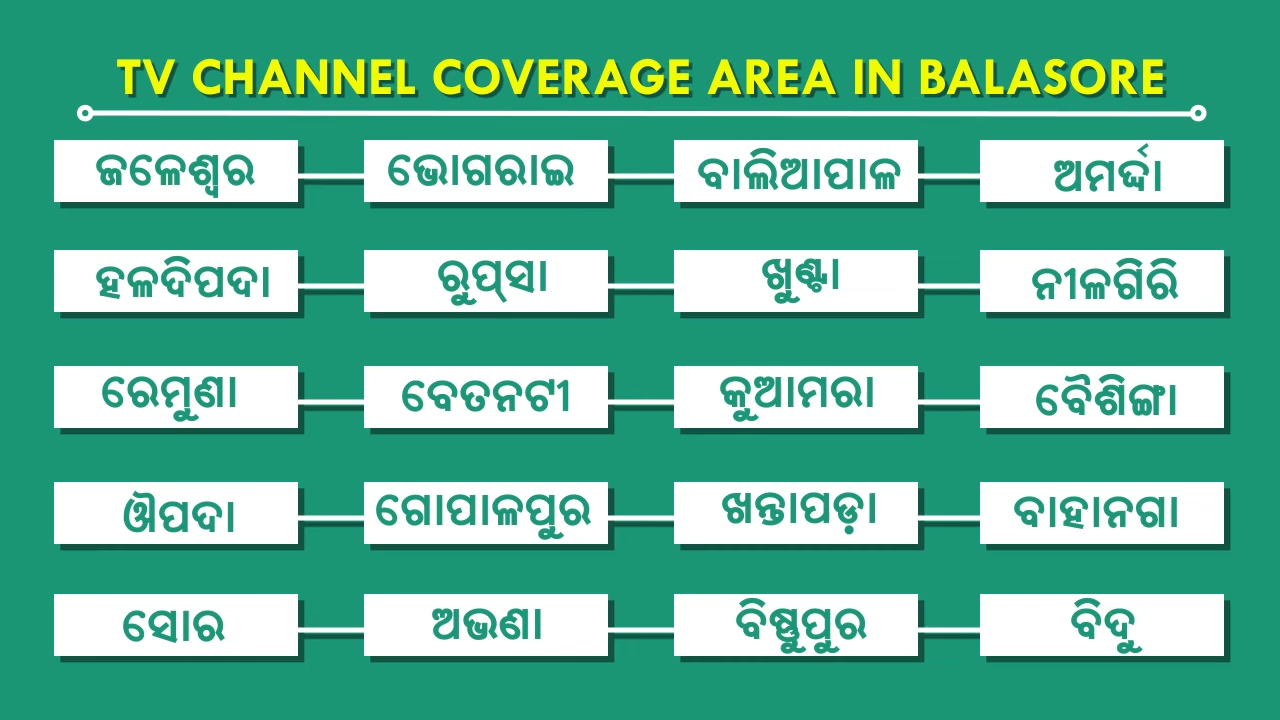 TV CHANNEL COVERAGE AREA IN BALASORE
ଜଳେଶ୍ୱର ଭୋଗରାଇ ବାଲିଆପାଳ ଅମର୍ଦ୍ଦା
ହଳଦିପଦା ରୁପ୍‌ସା ଖୁଣ୍ଟା ନୀଳଗିରି
ରେମୁଣା ବେତନଟୀ କୁଆମରା ବୈଶିଙ୍ଗା
ଔପଦା ଗୋପାଳପୁର ଖନ୍ତାପଡ଼ା ବାହାନଗା
ସୋର ଅଭଣା ବିଷ୍ଣୁପୁର ବିଦୁ